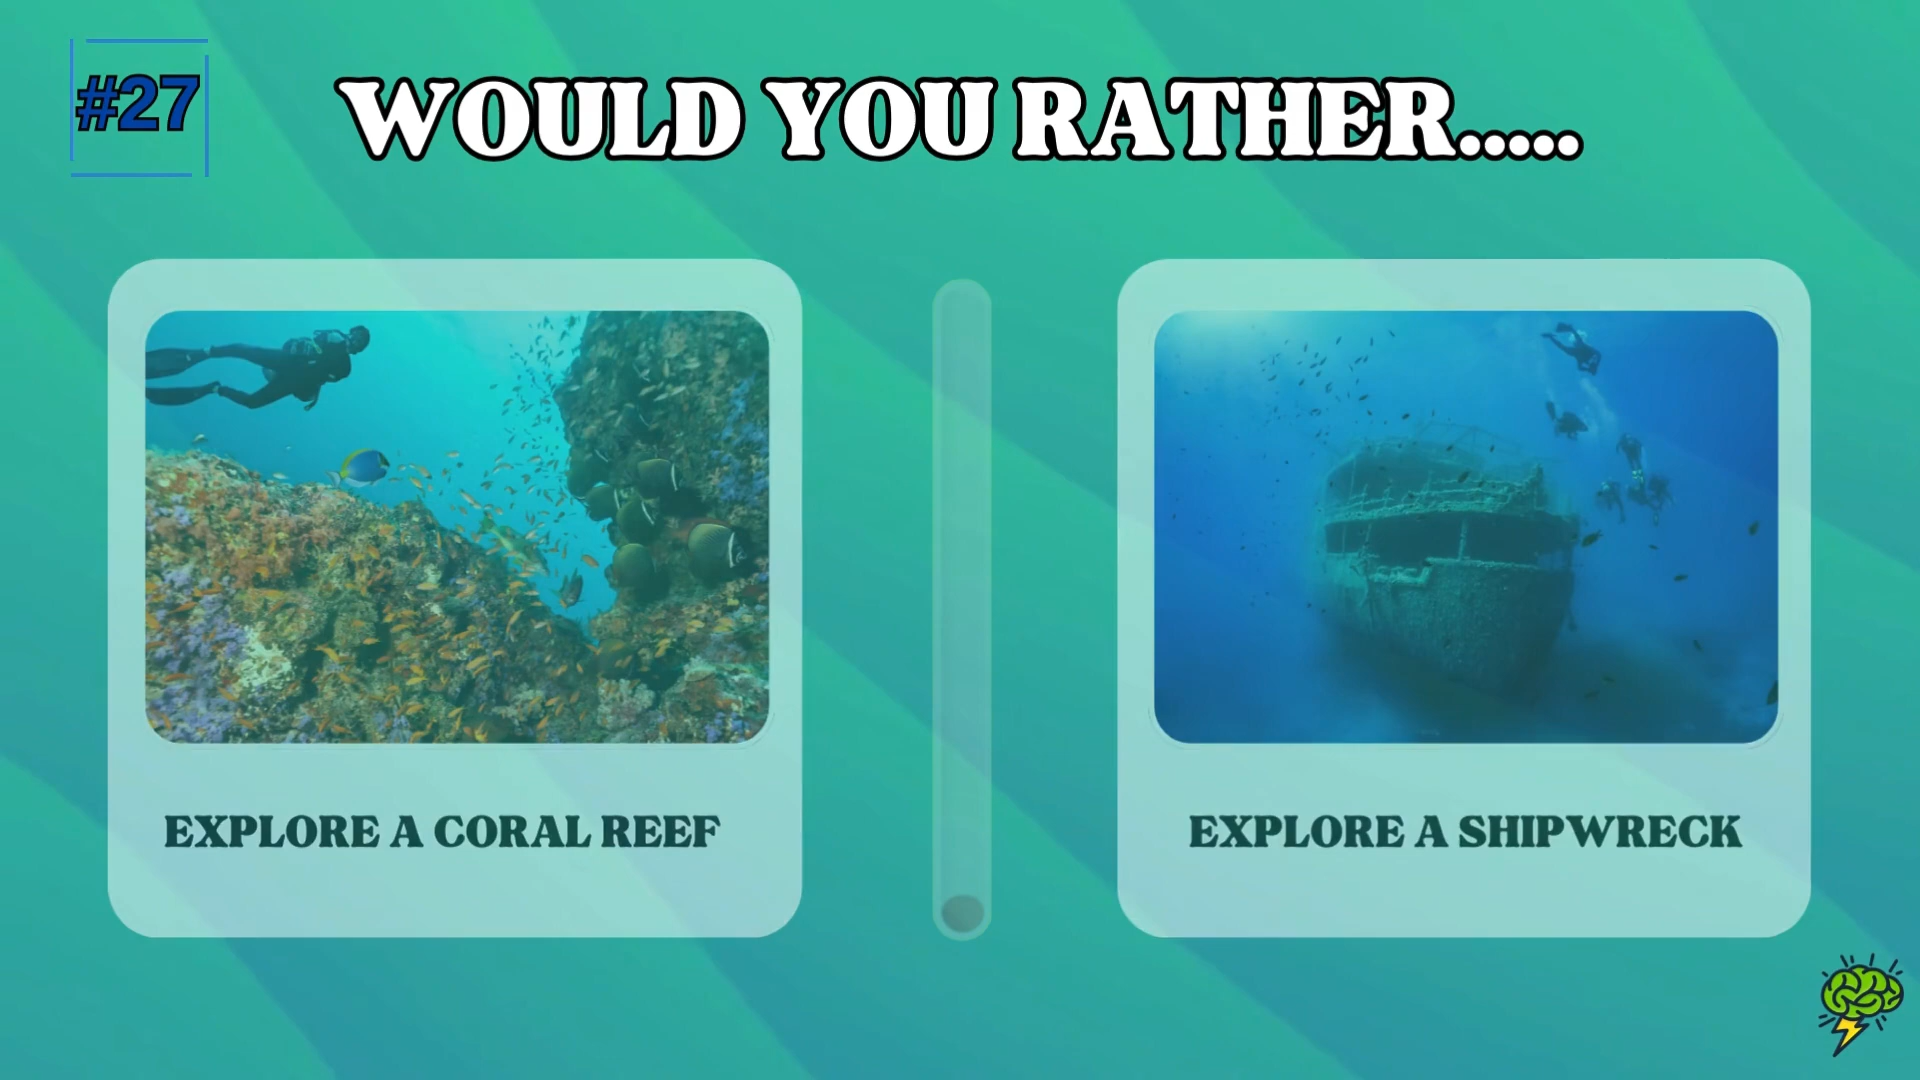 #27
WOULD YOU RATHER.....
EXPLORE A CORAL REEF
EXPLORE A SHIPWRECK